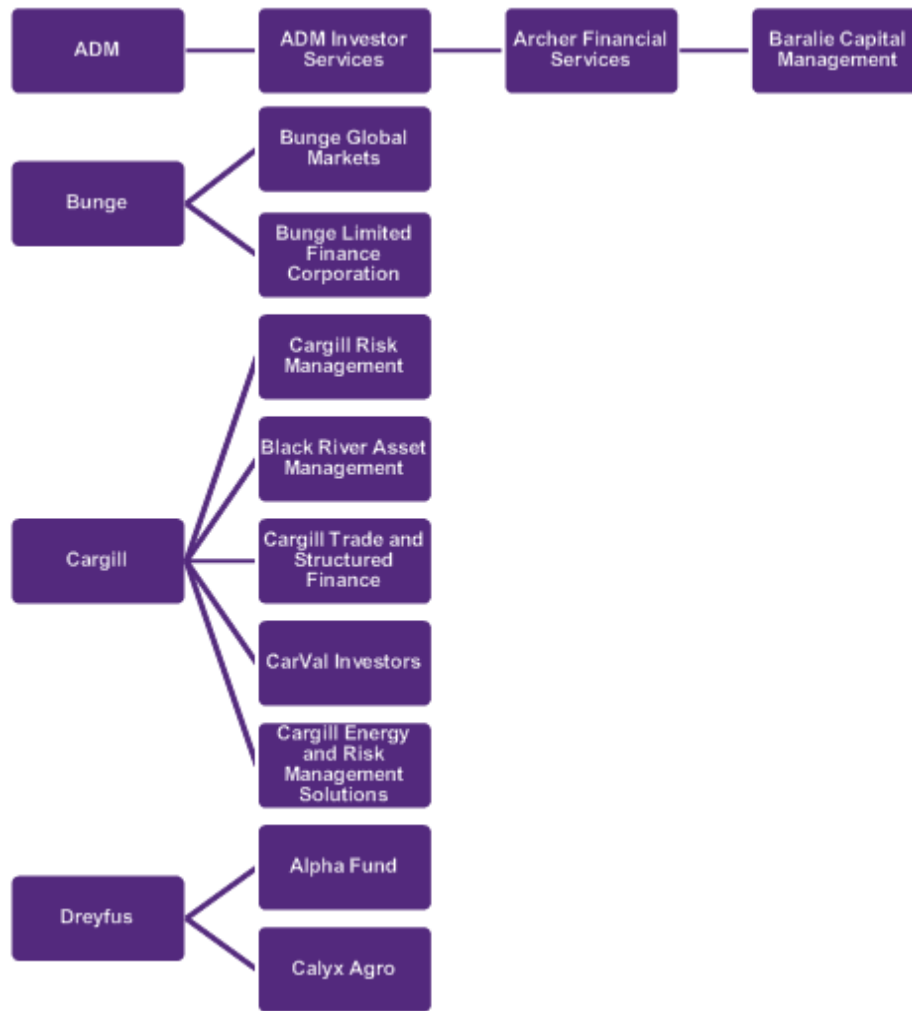 ADM
ADM Investor
Services
Archer Financial
Services
Baralie Capital
Management
Bunge
Bunge Global
Markets
Bunge Limited
Finance
Corporation
Cargill
Cargill Risk
Management
Black River Asset
Management
Cargill Trade and
Structured
Finance
CarVal Investors
Cargill Energy
and Risk
Management
Solutions
Dreyfus
Alpha Fund
Calyx Agro